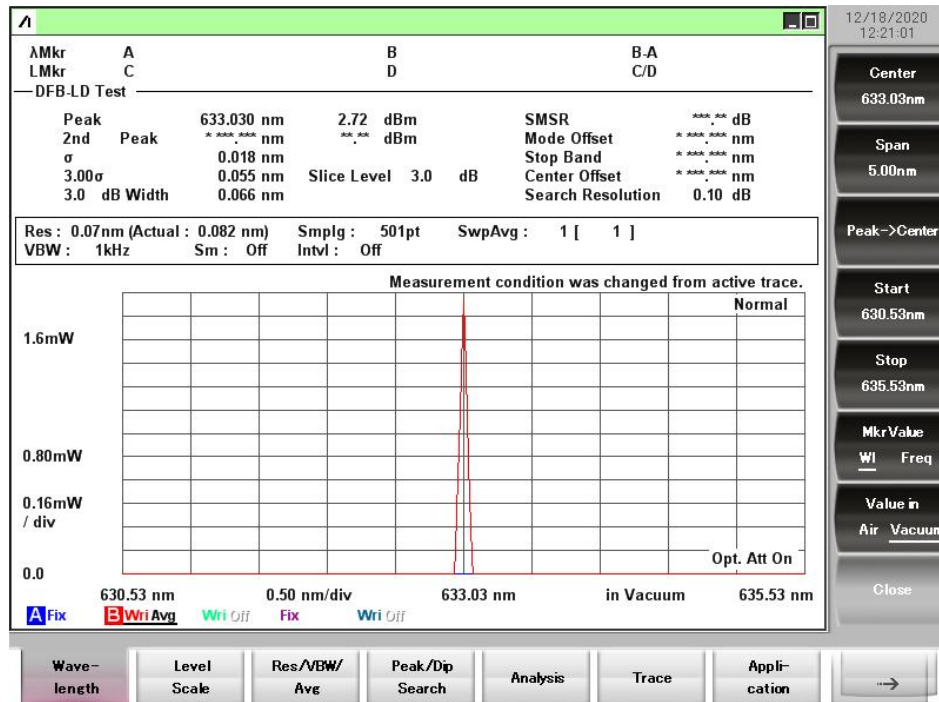 12/18/2020
12:21:01
λMkr A B B-A
LMkr C D C/D
DFB-LD Test
Peak 633.030 nm 2.72 dBm SMSR ***.** dB
2nd Peak * ***.*** nm **.** dBm Mode Offset * ***.*** nm
σ 0.018 nm Stop Band * ***.*** nm
3.00σ 0.055 nm Slice Level 3.0 dB Center Offset * ***.*** nm
3.0 dB Width 0.066 nm Search Resolution 0.10 dB
Res : 0.07nm (Actual : 0.082 nm) Smplg : 501pt SwpAvg : 1 [ 1 ]
VBW : 1kHz Sm : Off Intvl : Off
Measurement condition was changed from active trace.
Normal
1.6mW
0.80mW
0.16mW
/ div
Opt. Att On
0.0
630.53 nm 0.50 nm/div 633.03 nm in Vacuum 635.53 nm
A Fix B Wri Avg Wri Off Fix Wri Off
Center
633.03nm
Span
5.00nm
Peak->Center
Start
630.53nm
Stop
635.53nm
MkrValue
Wl Freq
Value in
Air Vacuum
Close
Wave-
length
Level
Scale
Res/VBW/
Avg
Peak/Dip
Search
Analysis
Trace
Appli-
cation